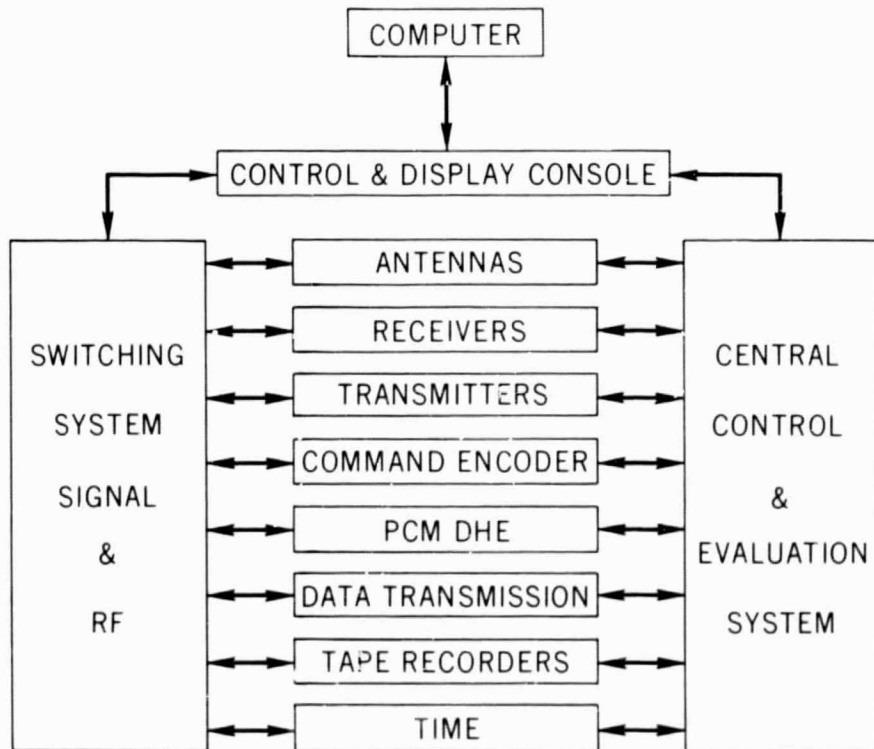 COMPUTER
CONTROL & DISPLAY CONSOLE
SWITCHING
SYSTEM
SIGNAL
&
RF
ANTENNAS
RECEIVERS
TRANSMITTERS
COMMAND ENCODER
PCM DHE
DATA TRANSMISSION
TAPE RECORDERS
TIME
CENTRAL
CONTROL
&
EVALUATION
SYSTEM